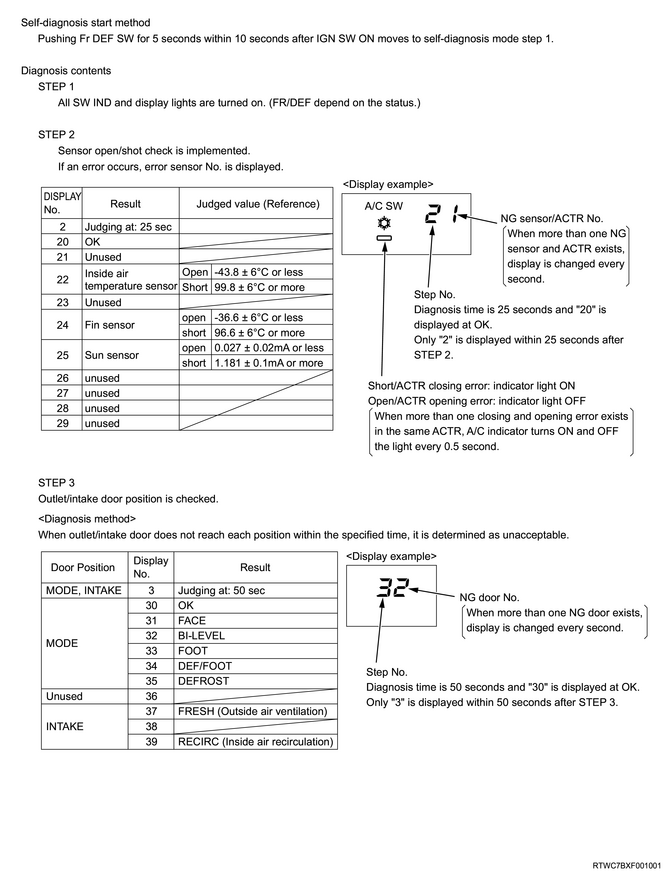 Self-diagnosis start method
Pushing Fr DEF SW for 5 seconds within 10 seconds after IGN SW ON moves to self-diagnosis mode step 1.
Diagnosis contents
STEP 1
All SW IND and display lights are turned on. (FR/DEF depend on the status.)
STEP 2
Sensor open/shot check is implemented.
If an error occurs, error sensor No. is displayed.
DISPLAY No. Result Judged value (Reference)
2 Judging at: 25 sec
20 OK
21 Unused
22 Inside air temperature sensor Open -43.8 ± 6°C or less
Short 99.8 ± 6°C or more
23 Unused
24 Fin sensor open -36.6 ± 6°C or less
short 96.6 ± 6°C or more
25 Sun sensor open 0.027 ± 0.02mA or less
short 1.181 ± 0.1mA or more
26 unused
27 unused
28 unused
29 unused
<Display example>
A/C SW
21
NG sensor/ACTR No.
When more than one NG
sensor and ACTR exists,
display is changed every
second.
Step No.
Diagnosis time is 25 seconds and "20" is
displayed at OK.
Only "2" is displayed within 25 seconds after
STEP 2.
Short/ACTR closing error: indicator light ON
Open/ACTR opening error: indicator light OFF
When more than one closing and opening error exists
in the same ACTR, A/C indicator turns ON and OFF
the light every 0.5 second.
STEP 3
Outlet/intake door position is checked.
<Diagnosis method>
When outlet/intake door does not reach each position within the specified time, it is determined as unacceptable.
Door Position Display No. Result
MODE, INTAKE 3 Judging at: 50 sec
MODE 30 OK
31 FACE
32 BI-LEVEL
33 FOOT
34 DEF/FOOT
35 DEFROST
Unused 36
INTAKE 37 FRESH (Outside air ventilation)
38
39 RECIRC (Inside air recirculation)
<Display example>
32
NG door No.
When more than one NG door exists,
display is changed every second.
Step No.
Diagnosis time is 50 seconds and "30" is displayed at OK.
Only "3" is displayed within 50 seconds after STEP 3.
RTWC7BXF001001